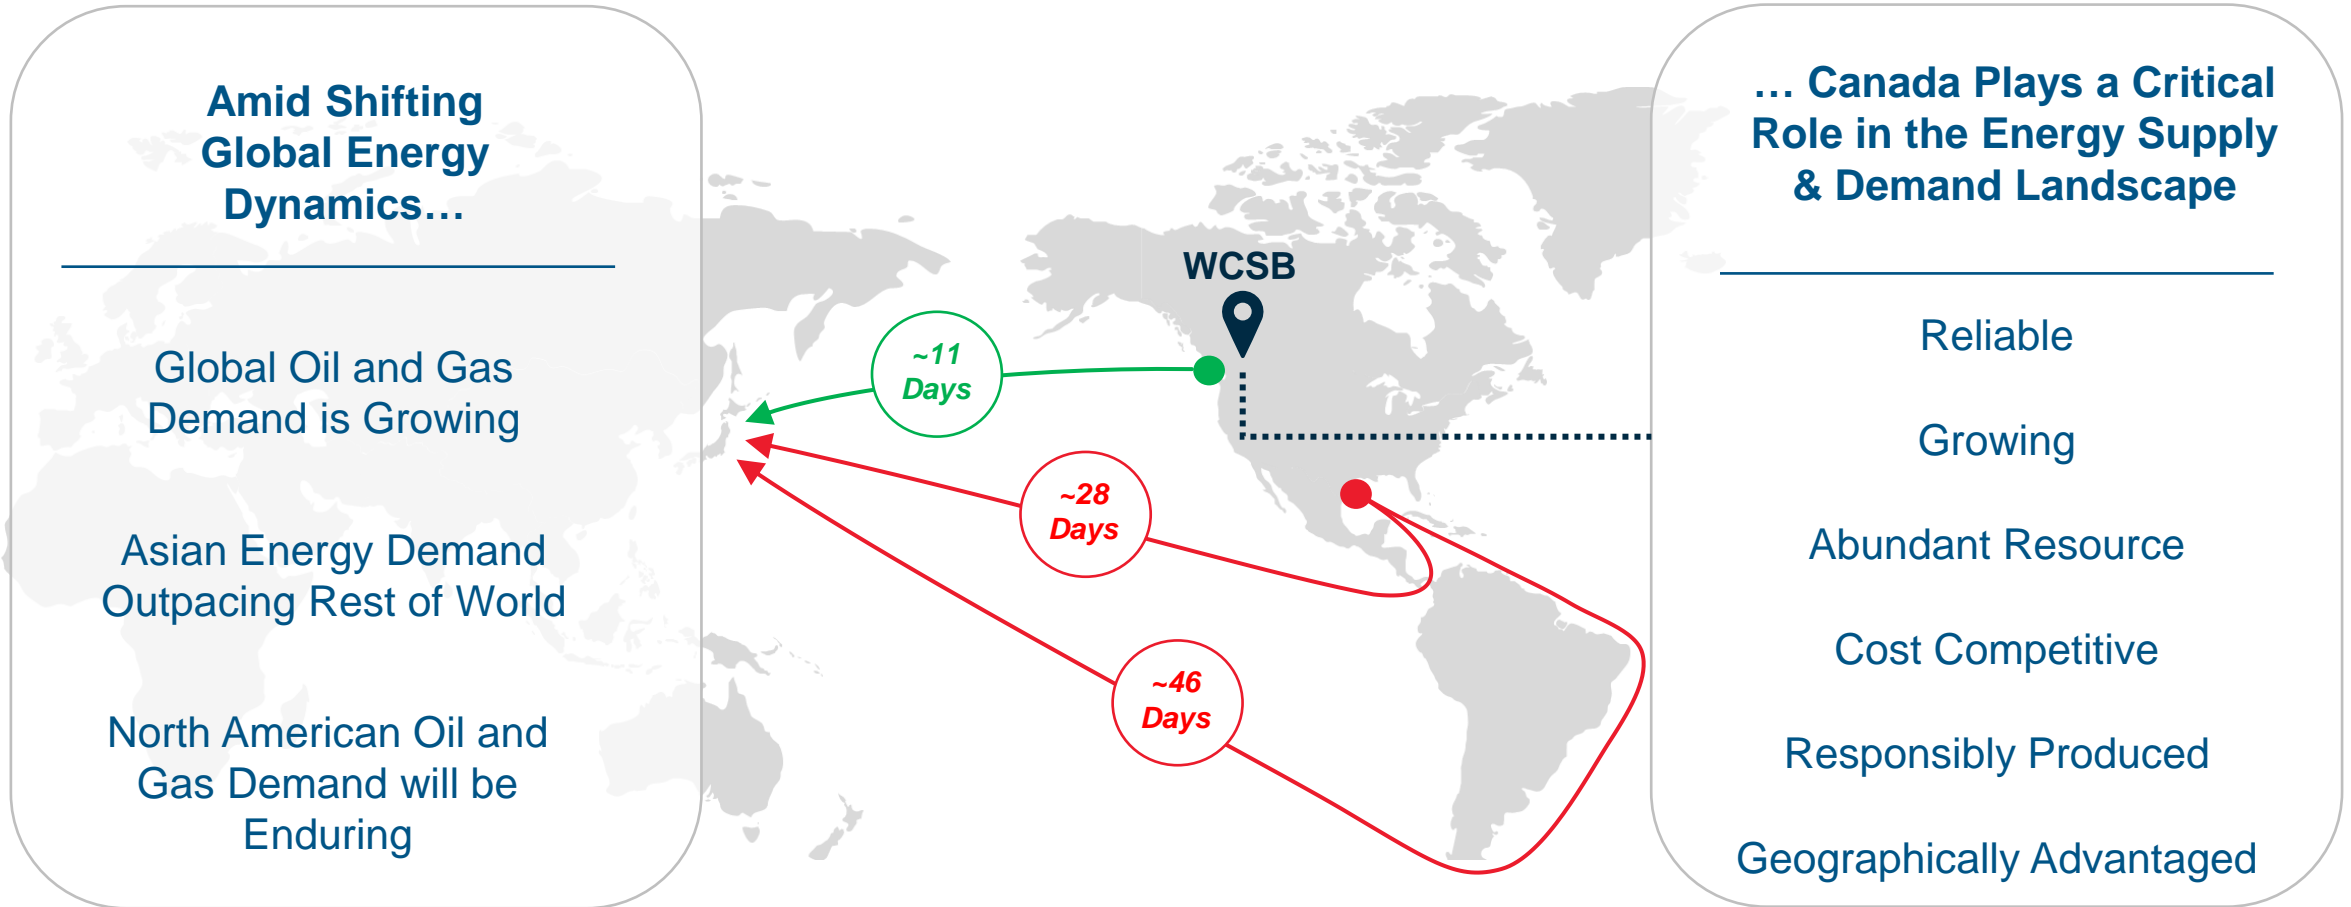 Amid Shifting
Global Energy
Dynamics…
Global Oil and Gas
Demand is Growing
Asian Energy Demand
Outpacing Rest of World
North American Oil and
Gas Demand will be
Enduring
WCSB
~11
Days
~28
Days
~46
Days
… Canada Plays a Critical
Role in the Energy Supply
& Demand Landscape
Reliable
Growing
Abundant Resource
Cost Competitive
Responsibly Produced
Geographically Advantaged